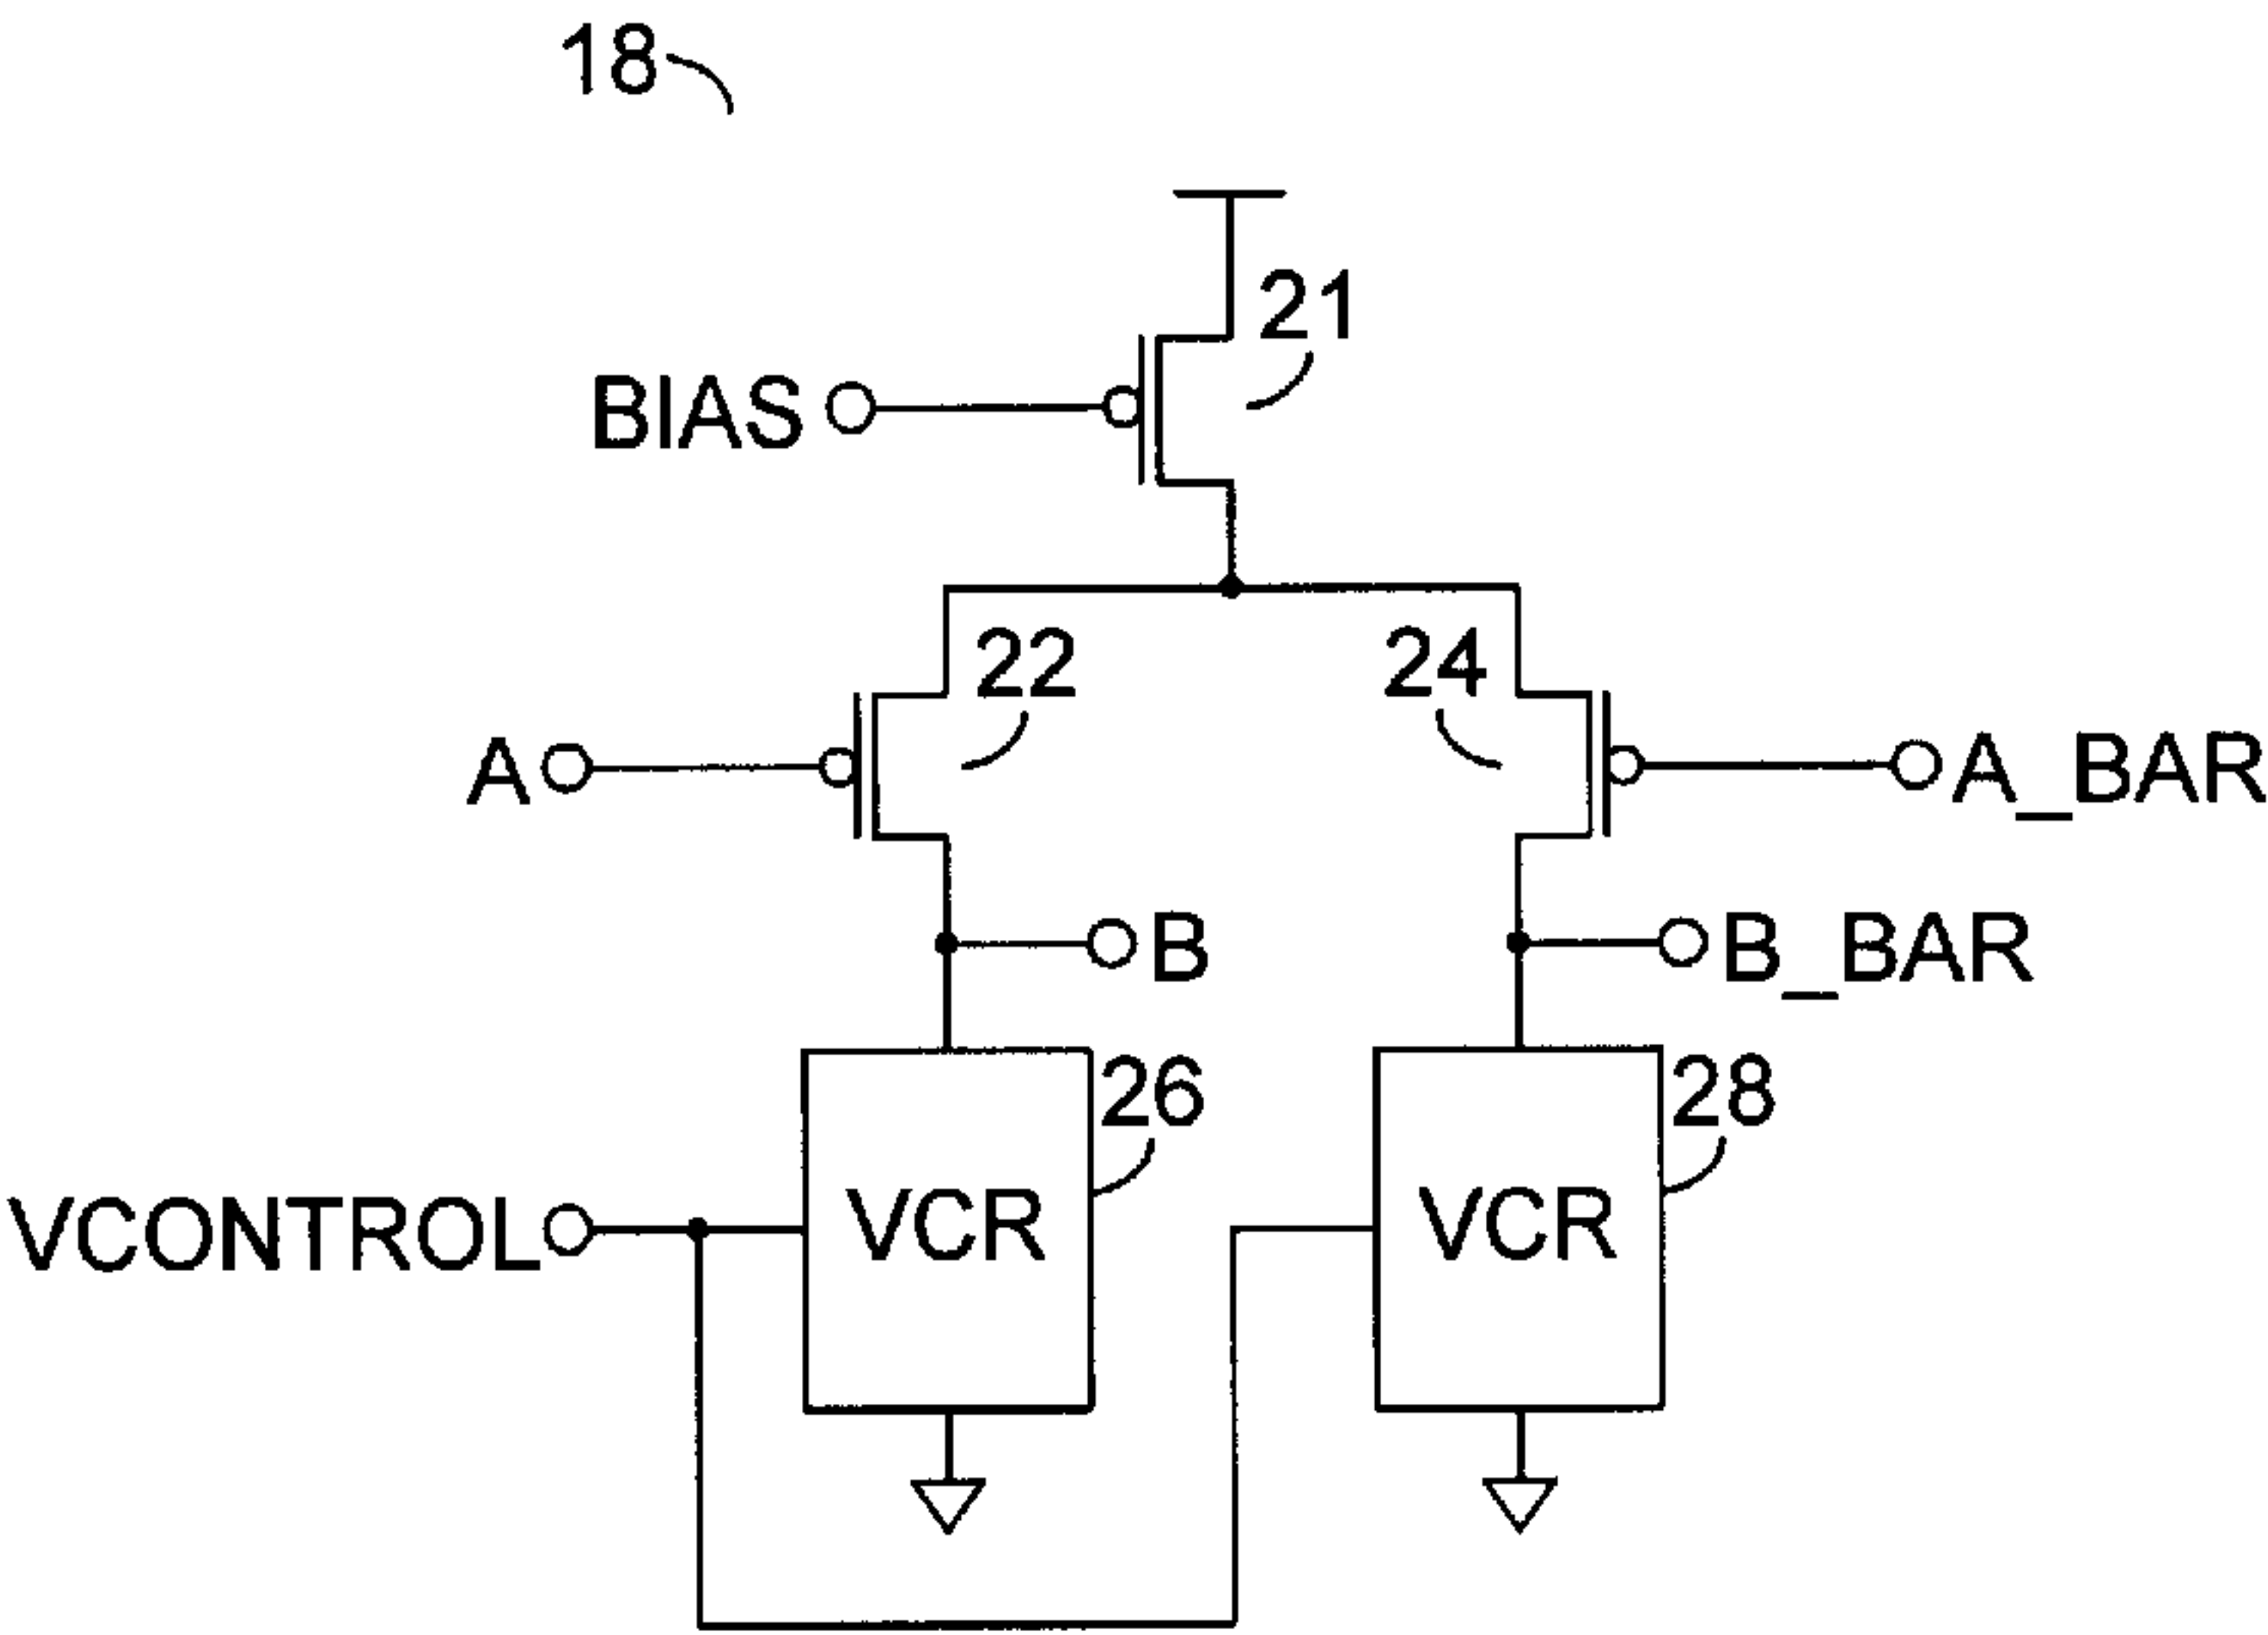 18
21
BIAS
22
24
A
A_BAR
B
B_BAR
26
28
VCONTROL
VCR
VCR